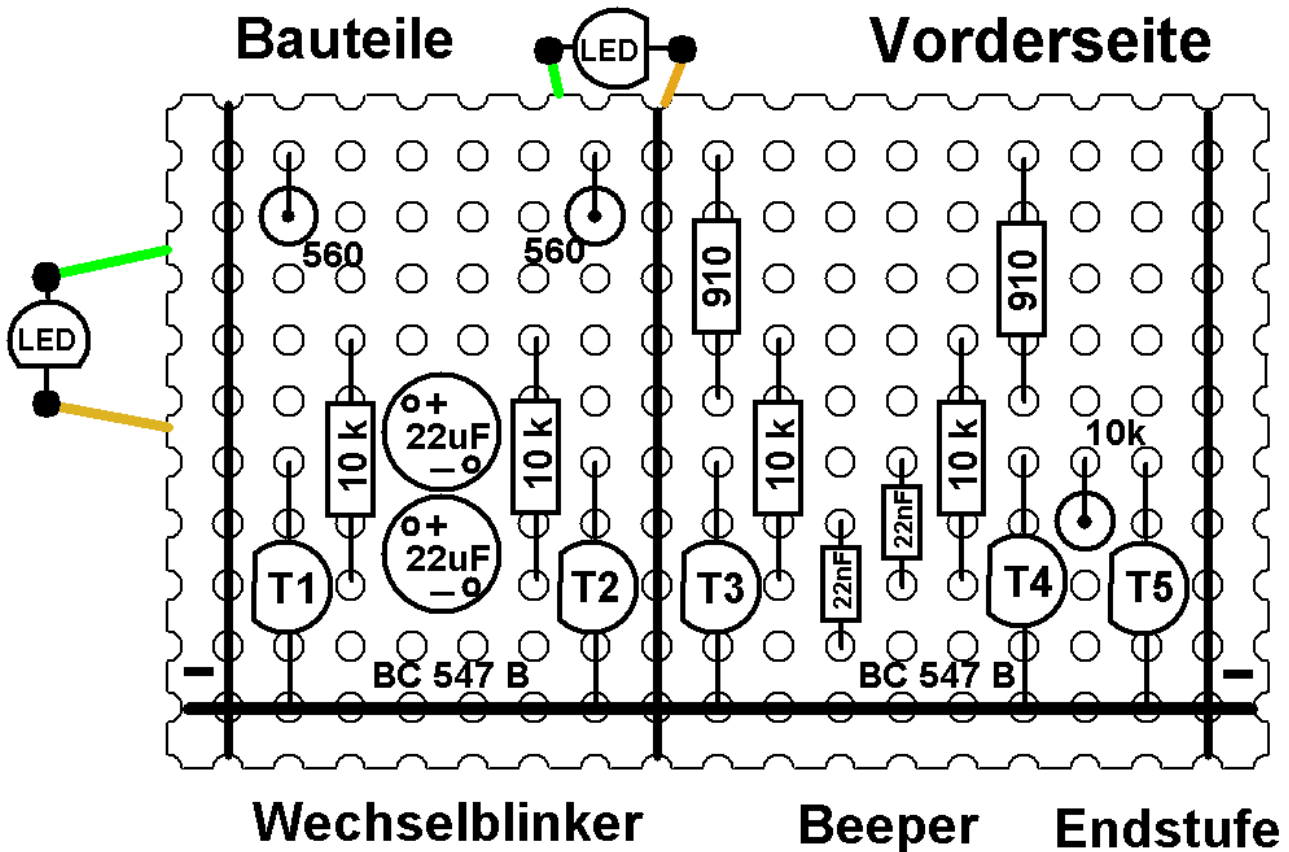 Bauteile
LED
Vorderseite
560
560
910
910
LED
+
22uF
–
10 k
10 k
10 k
10 k
10k
+
22uF
–
22nF
22nF
T1
T2
T3
T4
T5
–
BC 547 B
BC 547 B
–
Wechselblinker
Beeper
Endstufe